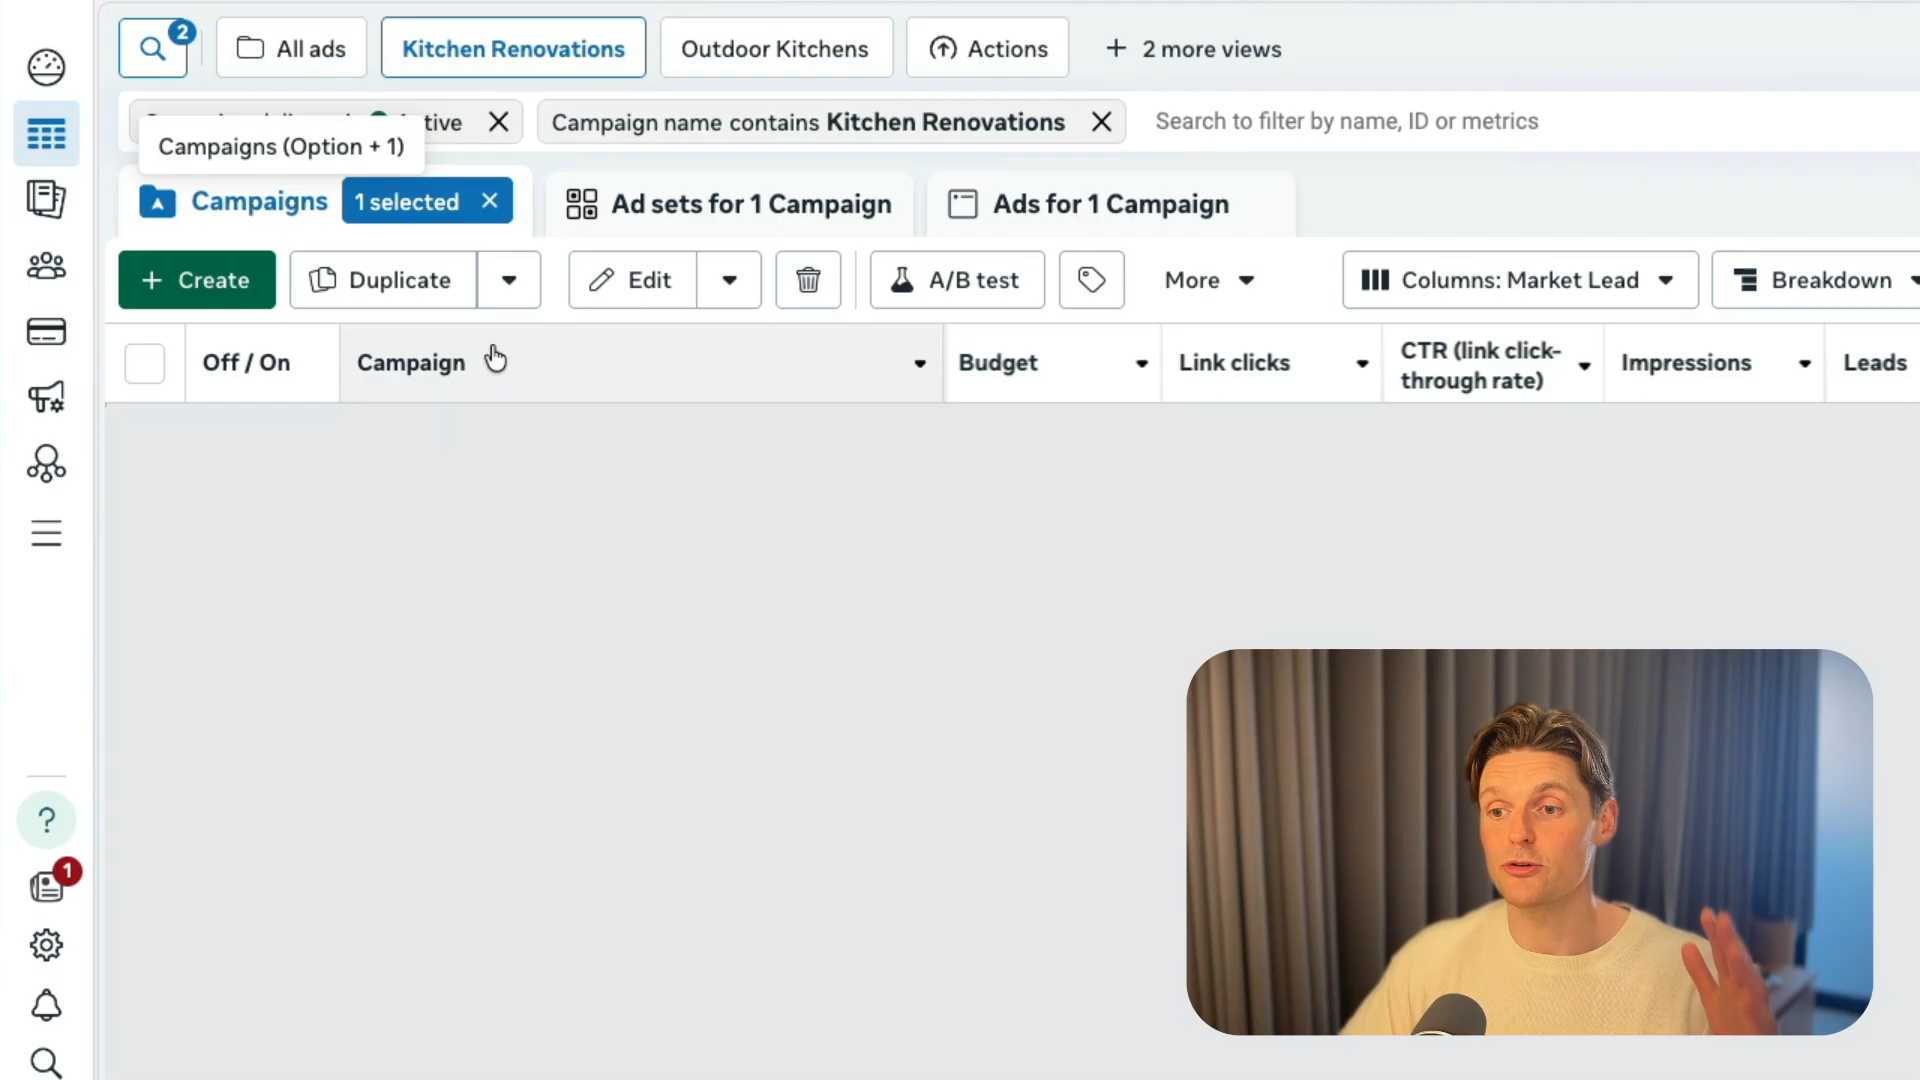 2
All ads
Kitchen Renovations
Outdoor Kitchens
Actions
+ 2 more views
tive
Campaign name contains Kitchen Renovations
Search to filter by name, ID or metrics
Campaigns (Option + 1)
Campaigns
1 selected
Ad sets for 1 Campaign
Ads for 1 Campaign
+ Create
Duplicate
Edit
A/B test
More
Columns: Market Lead
Breakdown
Off / On
Campaign
Budget
Link clicks
CTR (link click-
through rate)
Impressions
Leads
?
1